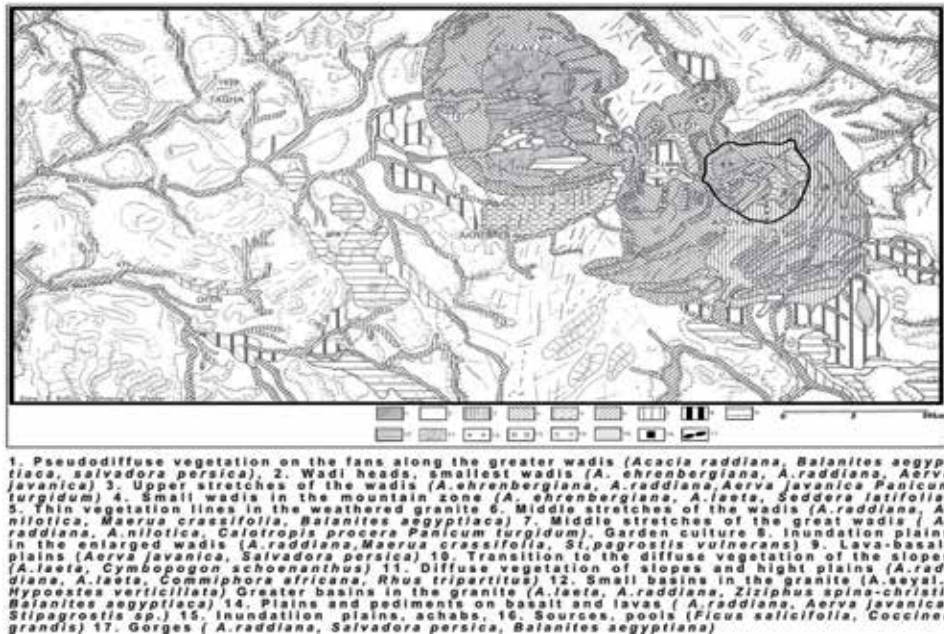 TAGHA
1. Pseudodiffuse vegetation on the fans along the greater wadis (Acacia raddiana, Balanites aegyp
tiaca, salvadora persica), 2. Wadi heads, smallest wadis (A. ehrenbergiana, A.raddiana, Aerv
javanica) 3. Upper stretches of the wadis (A.ehrenbergiana, A.raddiana,Aerva javanica Panicum
turgidum) 4. Small wadis in the mountain zone (A. ehrenbergiana, A.laeta, Seddera latifolia
5. Thin vegetation lines in the weathered granite 6. Middle stretches of the wadis (A.raddiana, A
nilotica, Maerua crassifolia, Balanites aegyptiaca) 7. Middle stretches of the great wadis ( A
raddiana, A.nilotica, Calotropis procera Panicum turgidum), Garden culture 8. Inundation plain
in the enlarged wadis (A.raddiana,Maerua crassifolia, St,pagrostis vulnerans) 9. Lava-basal
plains (Aerva javanica Salvadora persica) 10. Transition to the diffuse vegetation of the slope
(A.laeta, Cymbopogon schoenanthus) 11. Diffuse vegetation of slopes and hight plains (A.rad
diana, A.laeta, Commiphora africana, Rhus tripartitus) 12. Small basins in the granite (A.seyal
Hypoestes verticillata) Greater basins in the granite (A.laeta, A.raddiana, Ziziphus spina-christi
Balanites aegyptiaca) 14. Plains and pediments on basalt and lavas ( A.raddiana, Aerva javanica
Stipagrostis sp.) 15. Inundation plains, achabs, 16. Sources, pools (Ficus salicifolia, Coccine
grandis) 17. Gorges ( A.raddiana, Salvadora persica, Balanites aegyptiana)